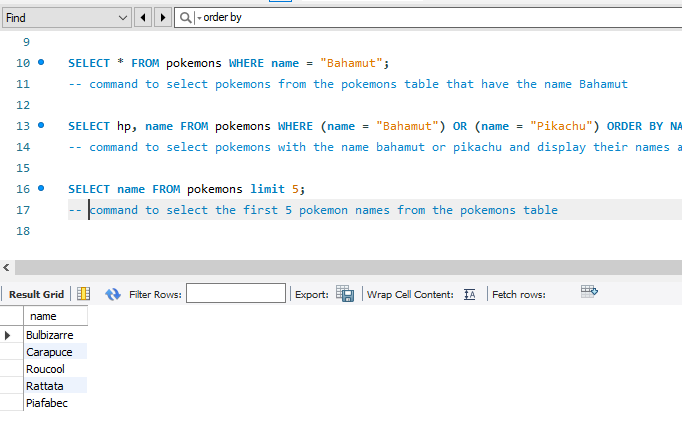 Find order by
9
10 SELECT * FROM pokemons WHERE name = "Bahamut";
11 -- command to select pokemons from the pokemons table that have the name Bahamut
12
13 SELECT hp, name FROM pokemons WHERE (name = "Bahamut") OR (name = "Pikachu") ORDER BY NA
14 -- command to select pokemons with the name bahamut or pikachu and display their names a
15
16 SELECT name FROM pokemons limit 5;
17 -- command to select the first 5 pokemon names from the pokemons table
18
Result Grid Filter Rows: Export: Wrap Cell Content: Fetch rows:
name
Bulbizarre
Carapuce
Roucool
Rattata
Piafabec